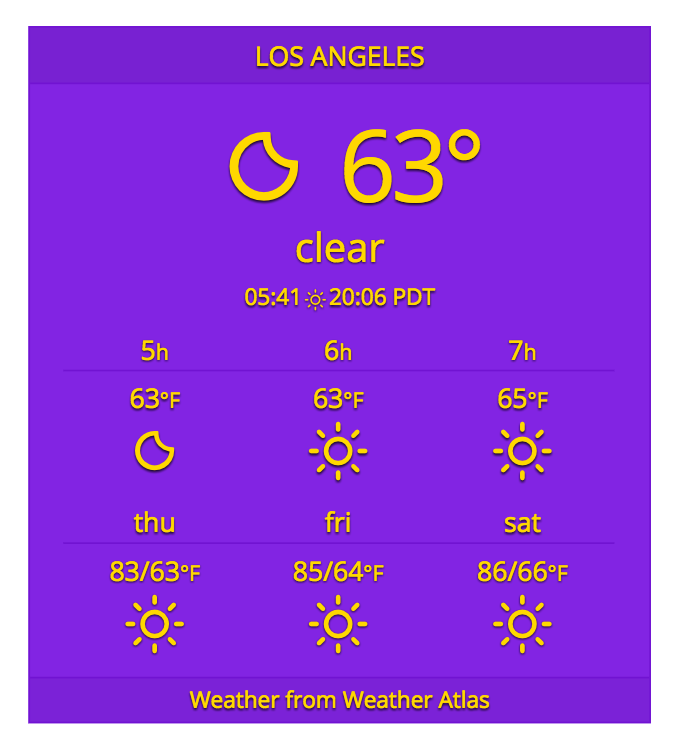 LOS ANGELES
63°
clear
05:41 20:06 PDT
5h 6h 7h
63°F 63°F 65°F
thu fri sat
83/63°F 85/64°F 86/66°F
Weather from Weather Atlas